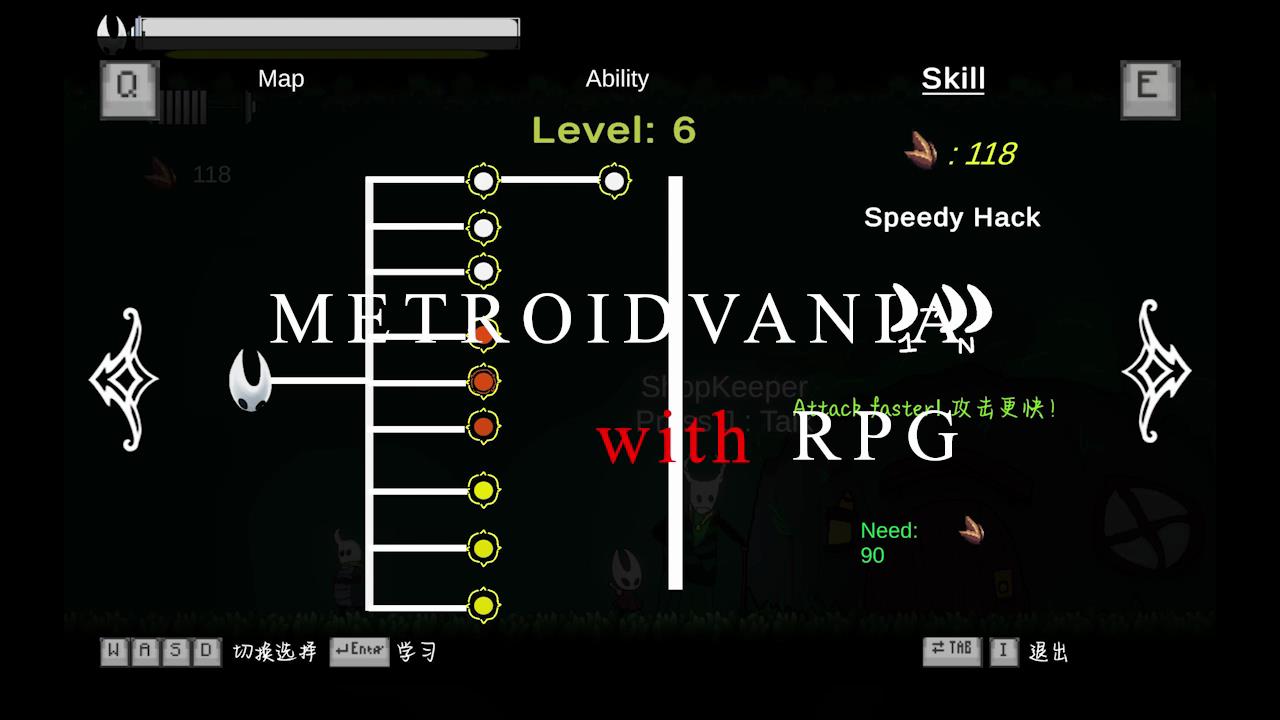 Q
Map
Ability
Skill
E
Level: 6
: 118
118
Speedy Hack
METROIDVANIA
1 N
ShopKeeper
Attack faster! 攻击更快!
with RPG
Need:
90
W A S D 切换选择 Enter 学习
TAB I 退出